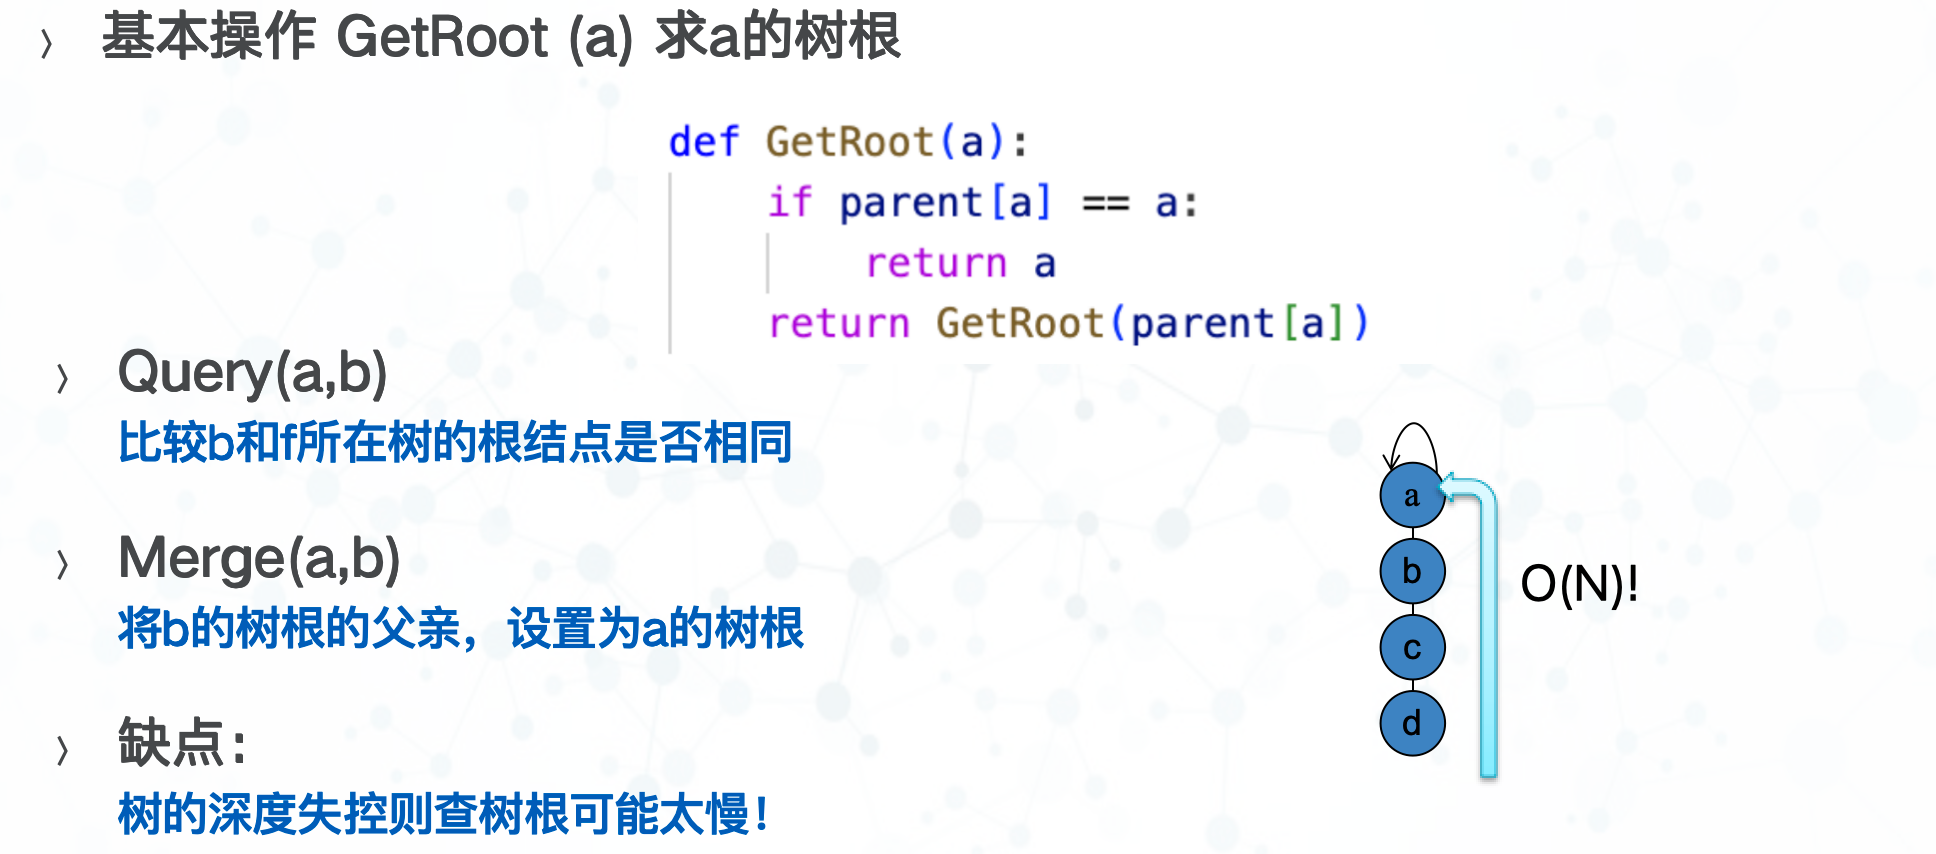 › 基本操作 GetRoot (a) 求a的树根
def GetRoot(a):
    if parent[a] == a:
        return a
    return GetRoot(parent[a])
› Query(a,b)
比较b和f所在树的根结点是否相同
› Merge(a,b)
将b的树根的父亲，设置为a的树根
› 缺点：
树的深度失控则查树根可能太慢！
a
b
c
d
O(N)!